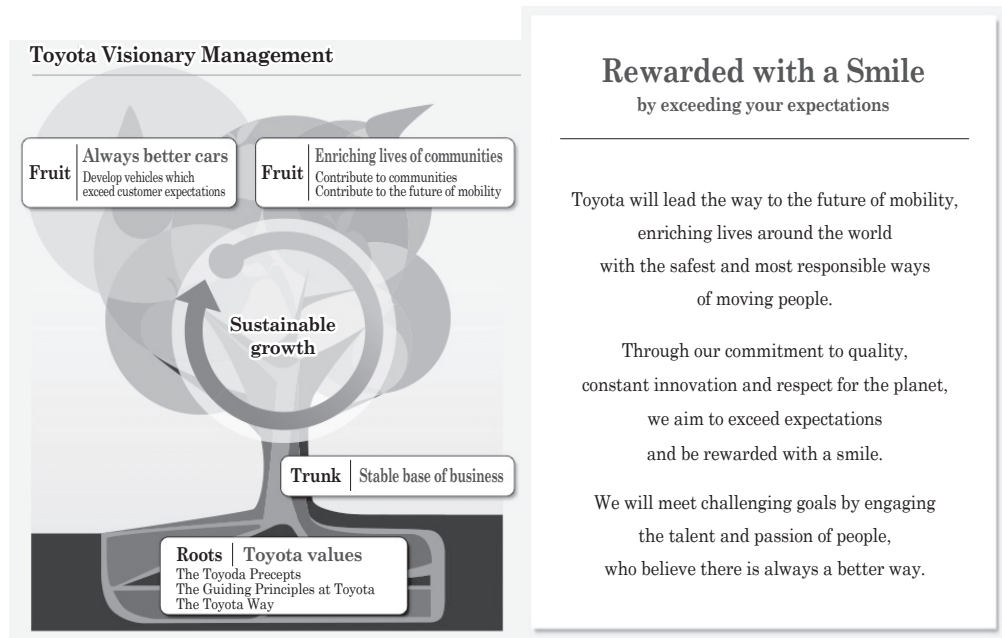 Toyota Visionary Management
Fruit
Always better cars
Develop vehicles which
exceed customer expectations
Fruit
Enriching lives of communities
Contribute to communities
Contribute to the future of mobility
Sustainable
growth
Trunk
Stable base of business
Roots
Toyota values
The Toyoda Precepts
The Guiding Principles at Toyota
The Toyota Way
Rewarded with a Smile
by exceeding your expectations
Toyota will lead the way to the future of mobility,
enriching lives around the world
with the safest and most responsible ways
of moving people.
Through our commitment to quality,
constant innovation and respect for the planet,
we aim to exceed expectations
and be rewarded with a smile.
We will meet challenging goals by engaging
the talent and passion of people,
who believe there is always a better way.